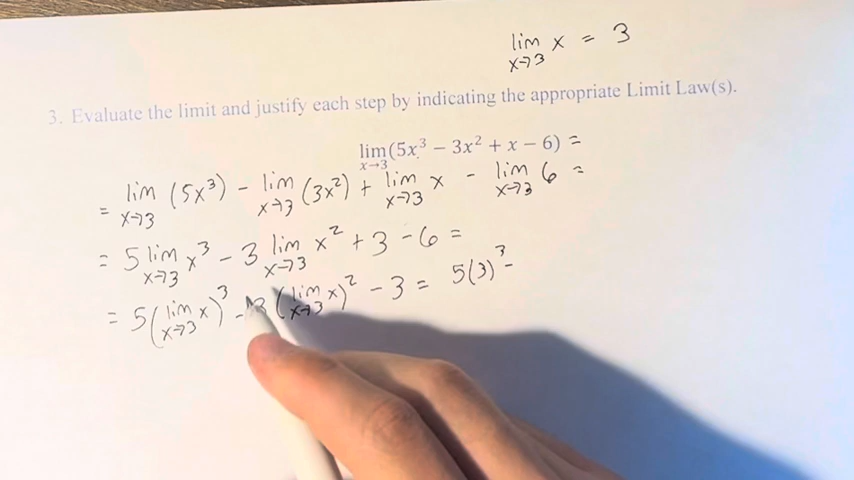 lim x = 3
x→3
3. Evaluate the limit and justify each step by indicating the appropriate Limit Law(s).
lim (5x³ − 3x² + x − 6) =
x→3
= lim (5x³) − lim (3x²) + lim x − lim 6 =
x→3 x→3 x→3 x→3
= 5 lim x³ − 3 lim x² + 3 − 6 =
x→3 x→3
= 5(lim x)³ − 3(lim x)² − 3 = 5(3)³ −
x→3 x→3